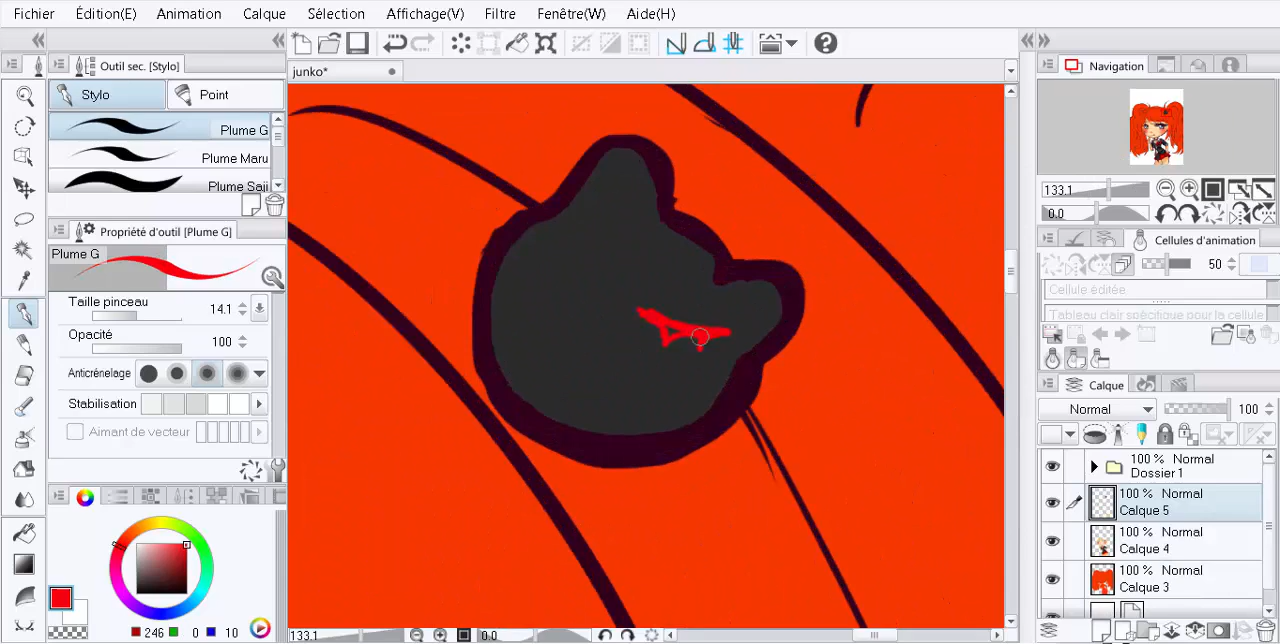 Fichier Édition(E) Animation Calque Sélection Affichage(V) Filtre Fenêtre(W) Aide(H)
Outil sec. [Stylo]
junko*
Navigation
Stylo Point
Plume G
Plume Maru
Plume Saji
133.1
0.0
Propriété d'outil [Plume G]
Plume G
Cellules d'animation
50
Cellule éditée
Tableau clair spécifique pour la cellule
Taille pinceau 14.1
Opacité 100
Anticrénelage
Stabilisation
Aimant de vecteur
Calque
Normal 100
100 % Normal
Dossier 1
100 % Normal
Calque 5
100 % Normal
Calque 4
100 % Normal
Calque 3
246 0 10
133.1 0.0